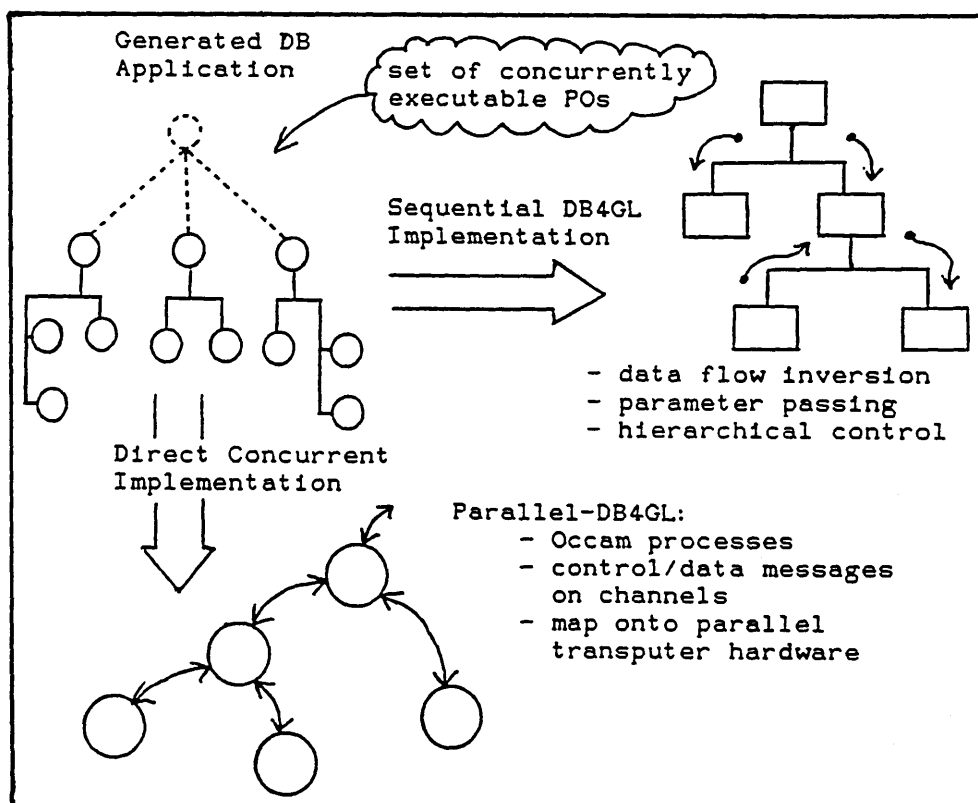 Generated DB
Application
set of concurrently
executable POs
Sequential DB4GL
Implementation
- data flow inversion
- parameter passing
- hierarchical control
Direct Concurrent
Implementation
Parallel-DB4GL:
- Occam processes
- control/data messages
on channels
- map onto parallel
transputer hardware